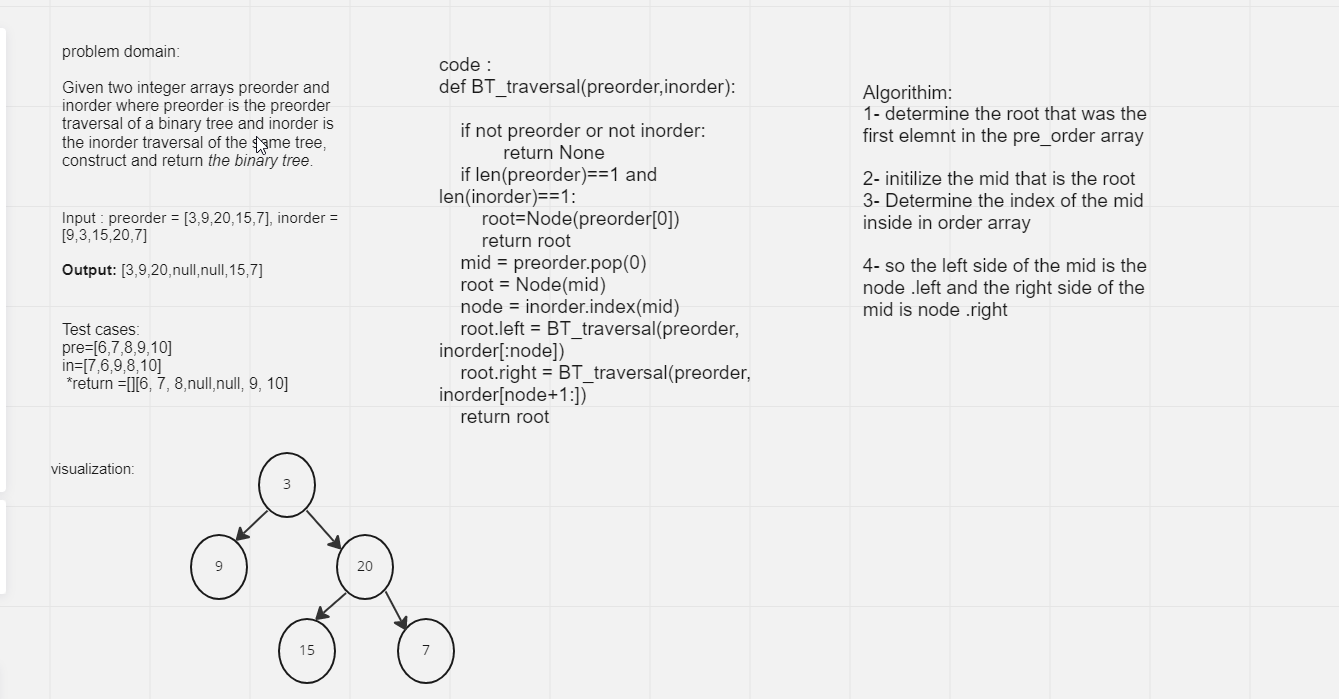 problem domain:
Given two integer arrays preorder and
inorder where preorder is the preorder
traversal of a binary tree and inorder is
the inorder traversal of the same tree,
construct and return the binary tree.
Input : preorder = [3,9,20,15,7], inorder =
[9,3,15,20,7]
Output: [3,9,20,null,null,15,7]
Test cases:
pre=[6,7,8,9,10]
in=[7,6,9,8,10]
*return =[][6, 7, 8,null,null, 9, 10]
code :
def BT_traversal(preorder,inorder):
if not preorder or not inorder:
return None
if len(preorder)==1 and
len(inorder)==1:
root=Node(preorder[0])
return root
mid = preorder.pop(0)
root = Node(mid)
node = inorder.index(mid)
root.left = BT_traversal(preorder,
inorder[:node])
root.right = BT_traversal(preorder,
inorder[node+1:])
return root
Algorithim:
1- determine the root that was the
first elemnt in the pre_order array
2- initilize the mid that is the root
3- Determine the index of the mid
inside in order array
4- so the left side of the mid is the
node .left and the right side of the
mid is node .right
visualization:
3
9
20
15
7